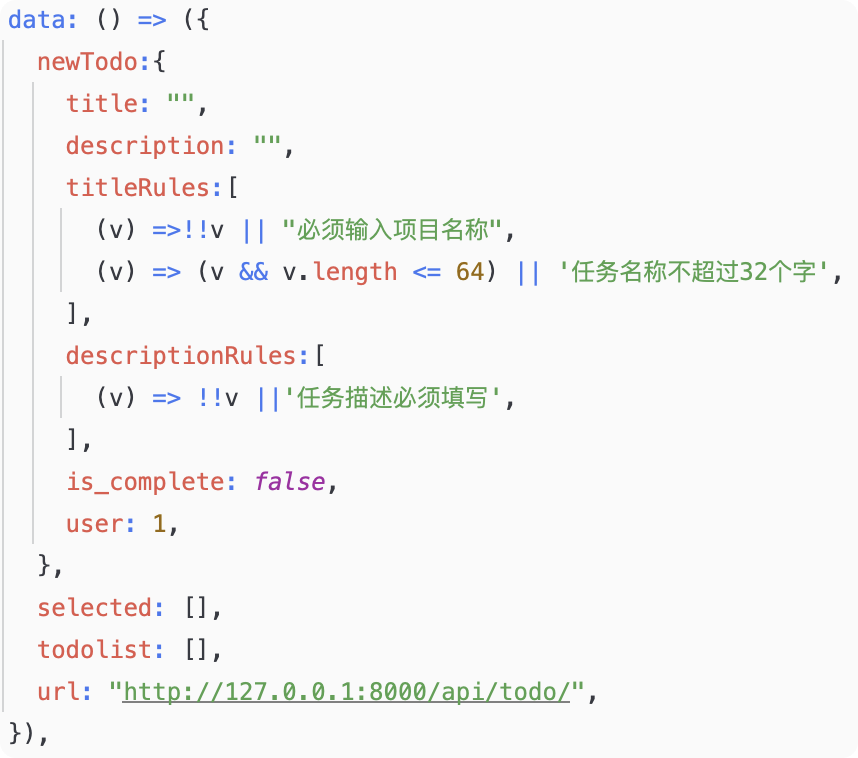 data: () => ({
newTodo:{
title: "",
description: "",
titleRules:[
(v) =>!!v || "必须输入项目名称",
(v) => (v && v.length <= 64) || '任务名称不超过32个字',
],
descriptionRules:[
(v) => !!v ||'任务描述必须填写',
],
is_complete: false,
user: 1,
},
selected: [],
todolist: [],
url: "http://127.0.0.1:8000/api/todo/",
}),